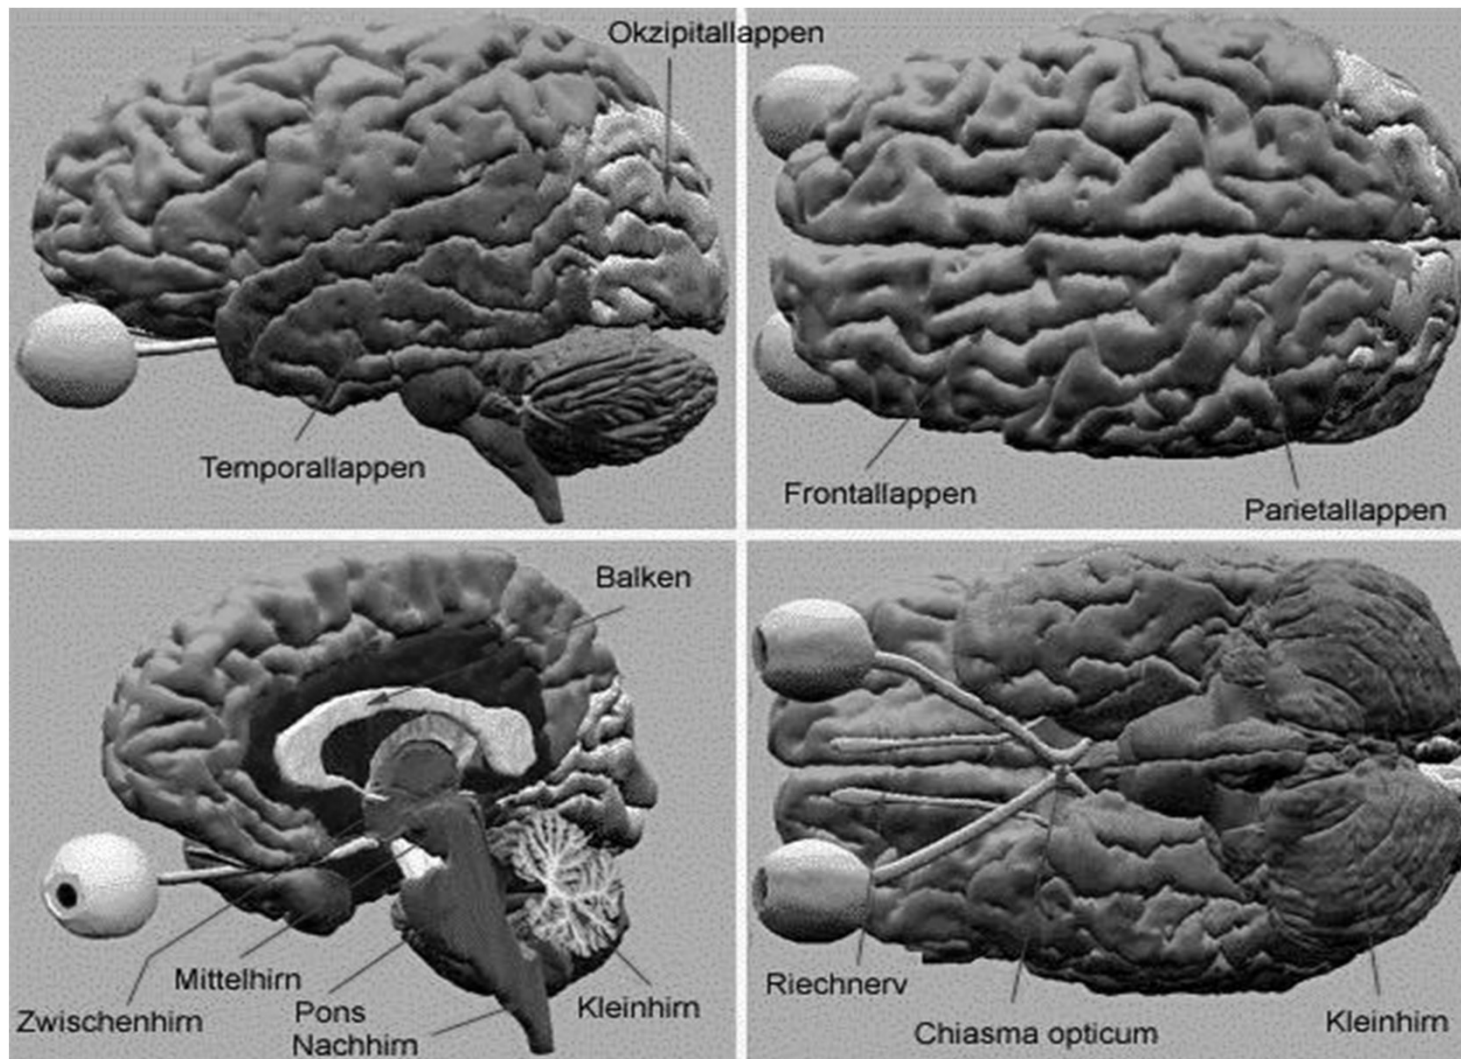 Okzipitallappen
Temporallappen
Frontallappen
Parietallappen
Balken
Mittelhirn
Zwischenhirn
Pons
Nachhirn
Kleinhirn
Riechnerv
Chiasma opticum
Kleinhirn